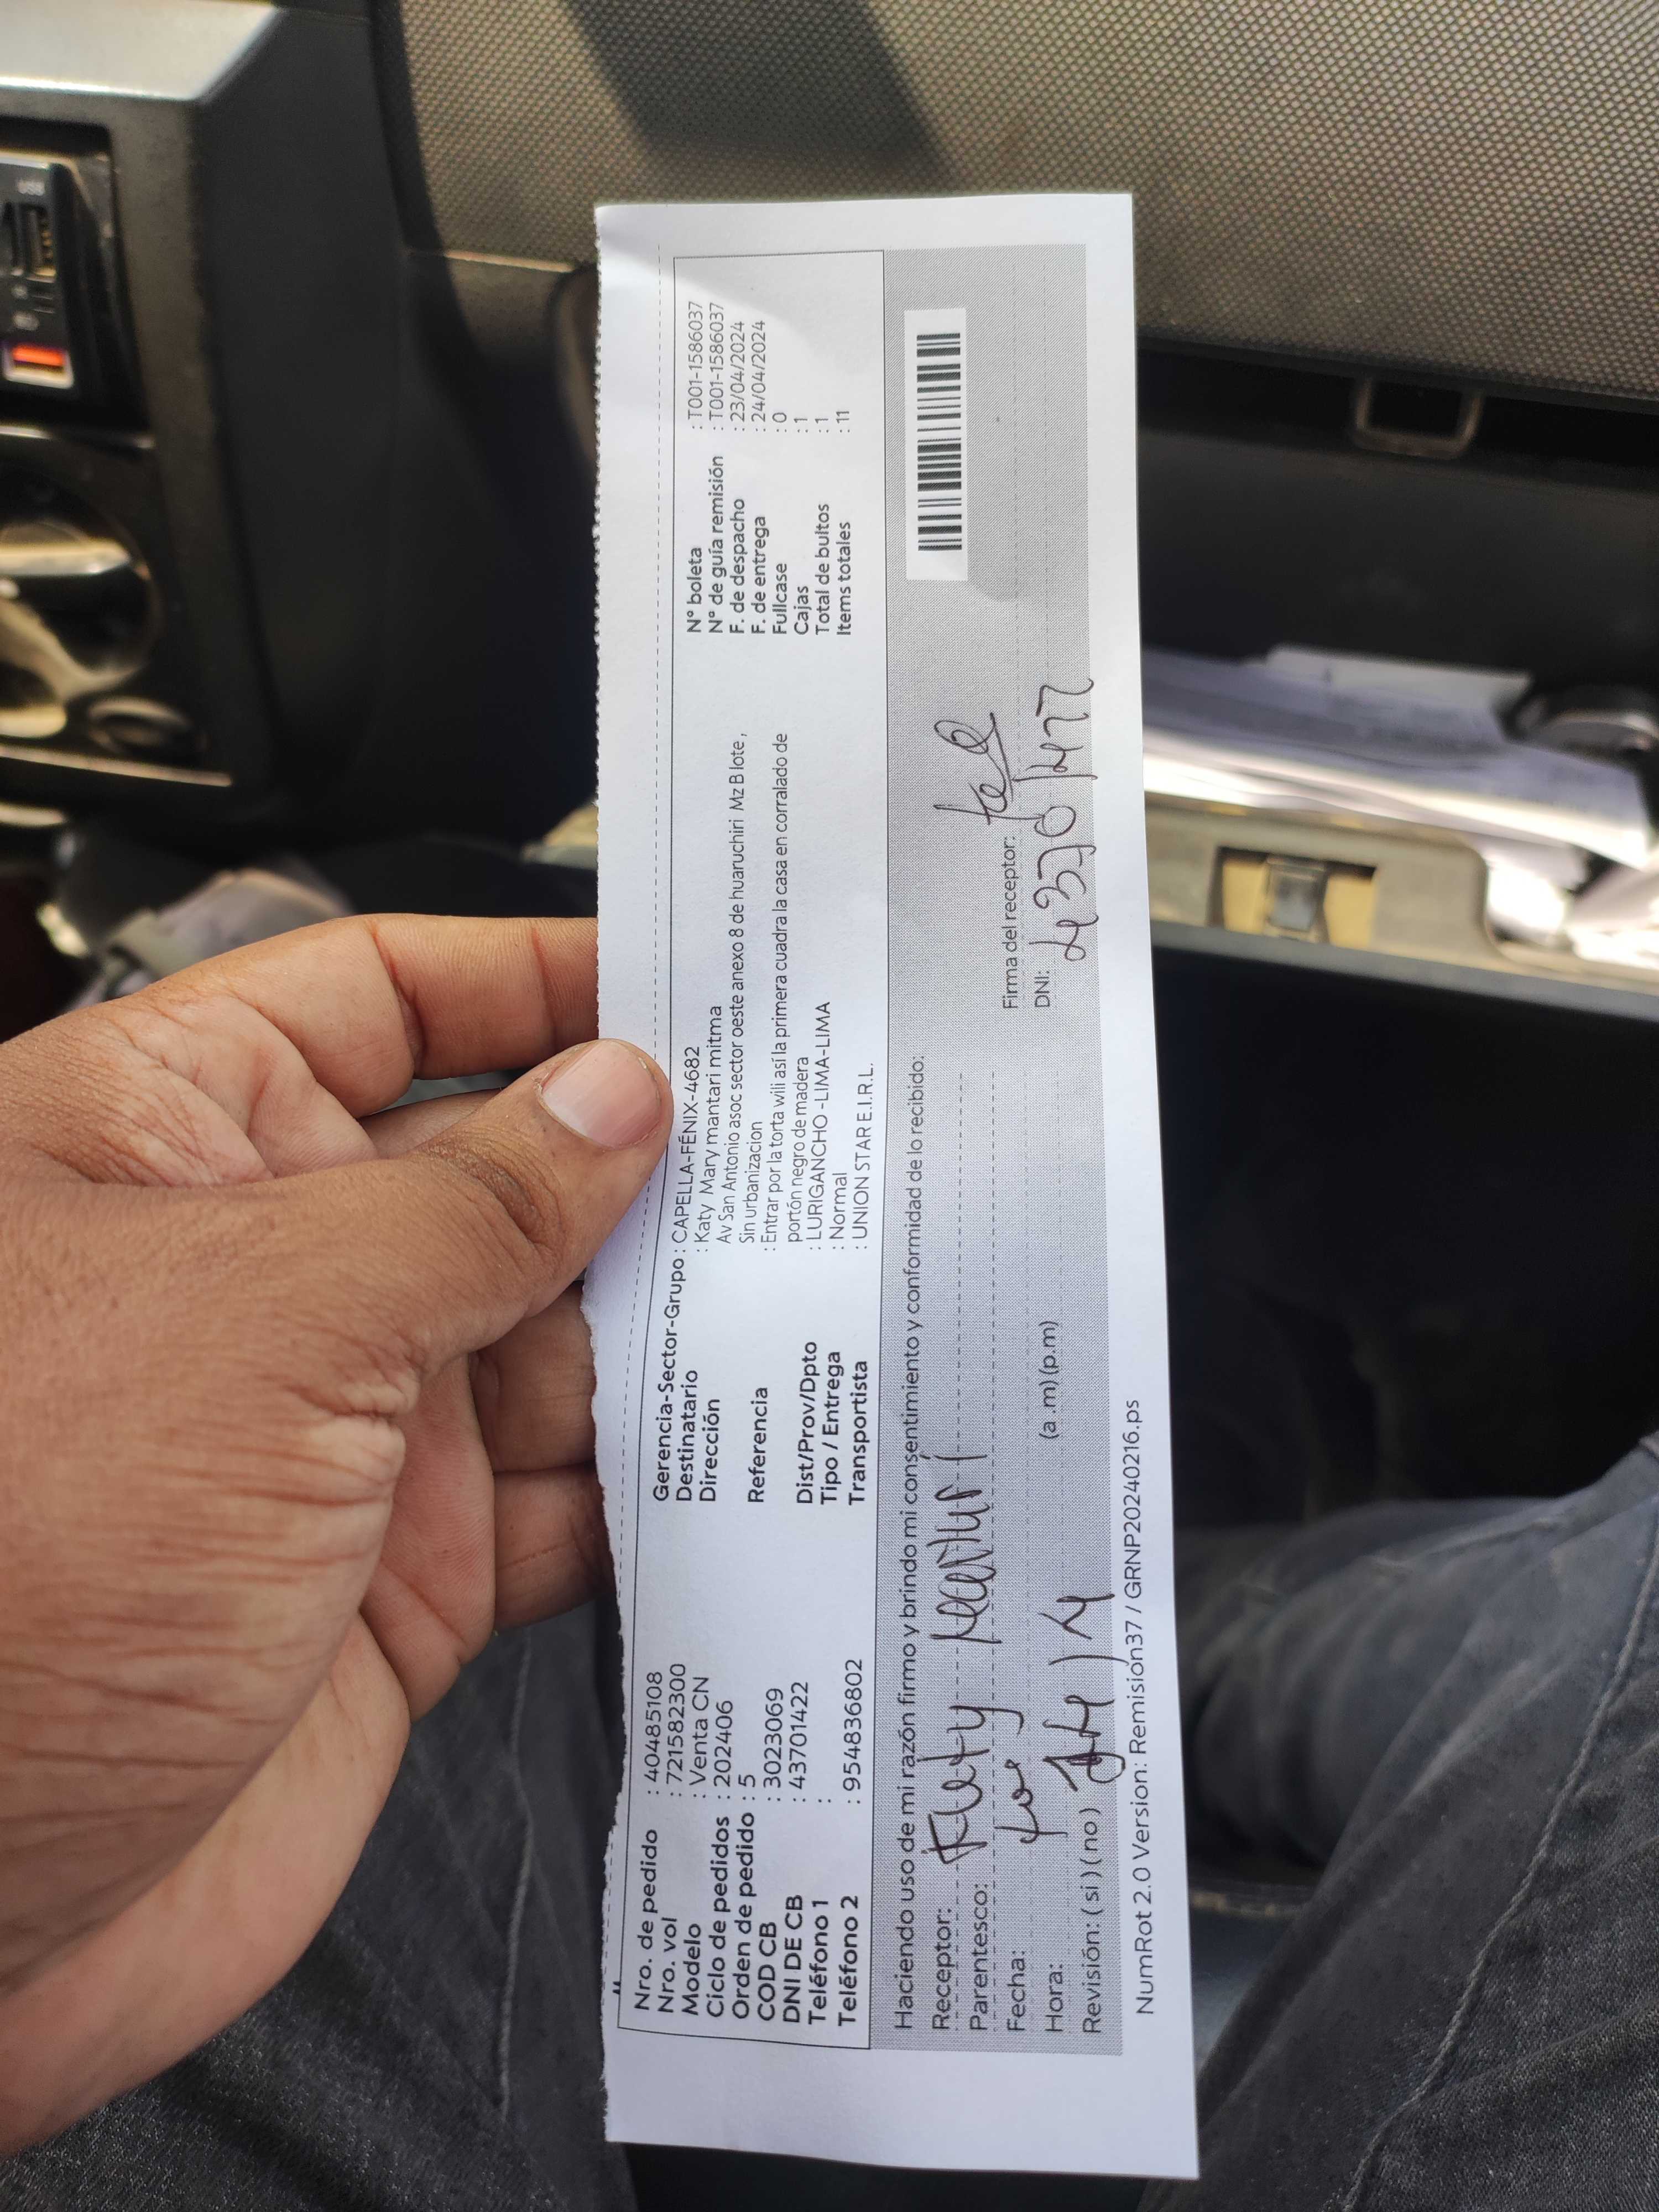 Nro. de pedido : 40485108
Nro. vol : 721582300
Modelo : Venta CN
Ciclo de pedidos : 202406
Orden de pedido : 5
COD CB : 3023069
DNI DE CB : 43701422
Teléfono 1 :
Teléfono 2 : 954836802
Gerencia-Sector-Grupo : CAPELLA-FÉNIX-4682
Destinatario : Katy Mary mantari mitma
Dirección Av San Antonio asoc sector oeste anexo 8 de huaruchiri Mz B lote ,
Sin urbanizacion
Referencia : Entrar por la torta wili así la primera cuadra la casa en corralado de
portón negro de madera
Dist/Prov/Dpto : LURIGANCHO -LIMA-LIMA
Tipo / Entrega : Normal
Transportista : UNION STAR E.I.R.L.
N° boleta : T001-1586037
N° de guía remisión : T001-1586037
F. de despacho : 23/04/2024
F. de entrega : 24/04/2024
Fullcase : 0
Cajas : 1
Total de bultos : 1
Items totales : 11
Haciendo uso de mi razón firmo y brindo mi consentimiento y conformidad de lo recibido:
Receptor:
Parentesco:
Fecha:
Hora: (a .m) (p.m)
Revisión: ( si ) ( no )
Firma del receptor:
DNI:
NumRot 2.0 Version: Remisión37 / GRNP20240216.ps
USB